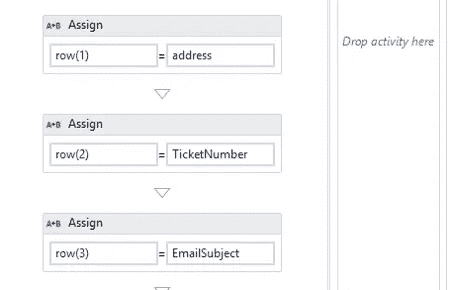 A+B Assign
row(1) = address
Drop activity here
A+B Assign
row(2) = TicketNumber
A+B Assign
row(3) = EmailSubject